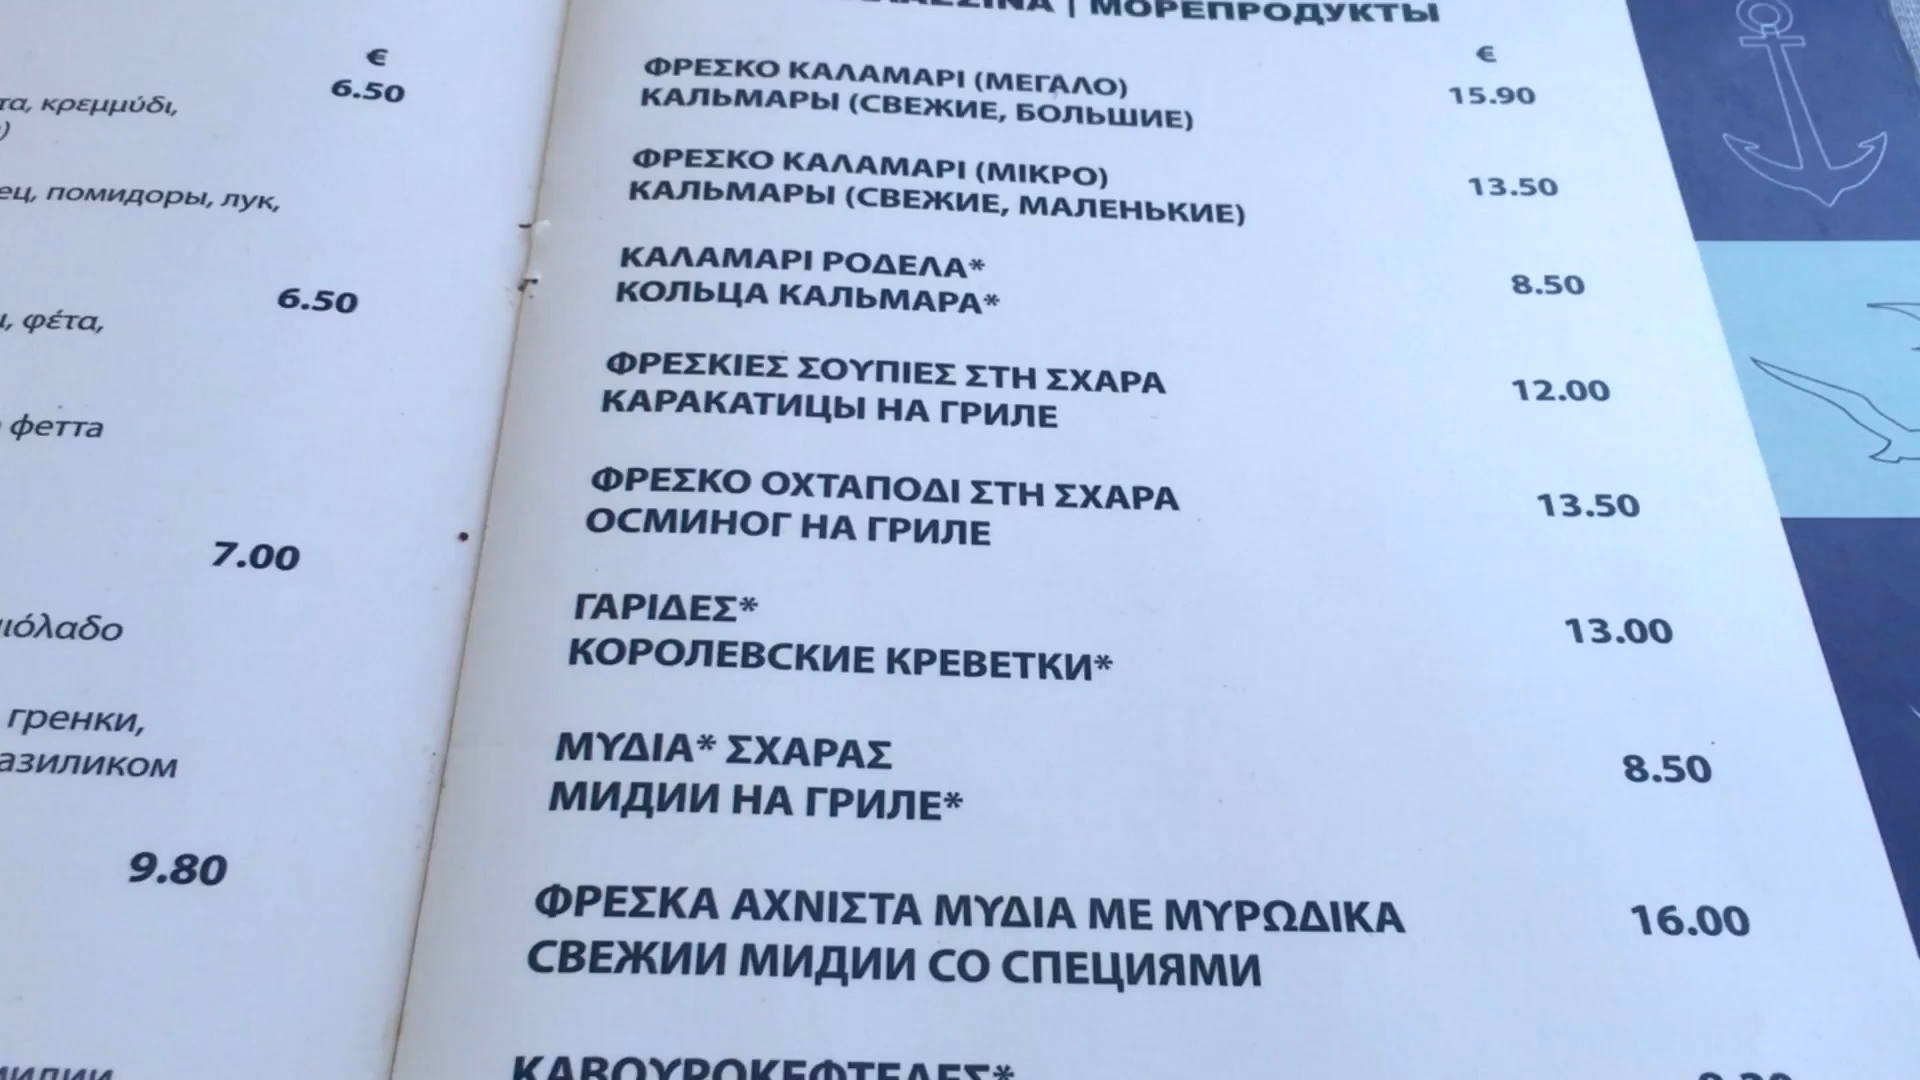 €
6.50
κρεμμύδι,
помидоры, лук,
6.50
φέτα,
фетта
7.00
гренки,
9.80
| МОРЕПРОДУКТЫ
€
ΦΡΕΣΚΟ ΚΑΛΑΜΑΡΙ (ΜΕΓΑΛΟ)
КАЛЬМАРЫ (СВЕЖИЕ, БОЛЬШИЕ)
15.90
ΦΡΕΣΚΟ ΚΑΛΑΜΑΡΙ (ΜΙΚΡΟ)
КАЛЬМАРЫ (СВЕЖИЕ, МАЛЕНЬКИЕ)
13.50
ΚΑΛΑΜΑΡΙ ΡΟΔΕΛΑ*
КОЛЬЦА КАЛЬМАРА*
8.50
ΦΡΕΣΚΙΕΣ ΣΟΥΠΙΕΣ ΣΤΗ ΣΧΑΡΑ
КАРАКАТИЦЫ НА ГРИЛЕ
12.00
ΦΡΕΣΚΟ ΟΧΤΑΠΟΔΙ ΣΤΗ ΣΧΑΡΑ
ОСМИНОГ НА ГРИЛЕ
13.50
ΓΑΡΙΔΕΣ*
КОРОЛЕВСКИЕ КРЕВЕТКИ*
13.00
ΜΥΔΙΑ* ΣΧΑΡΑΣ
МИДИИ НА ГРИЛЕ*
8.50
ΦΡΕΣΚΑ ΑΧΝΙΣΤΑ ΜΥΔΙΑ ΜΕ ΜΥΡΩΔΙΚΑ
СВЕЖИИ МИДИИ СО СПЕЦИЯМИ
16.00
ΚΑΒΟΥΡΟΚΕΦΤΕΔΕΣ*